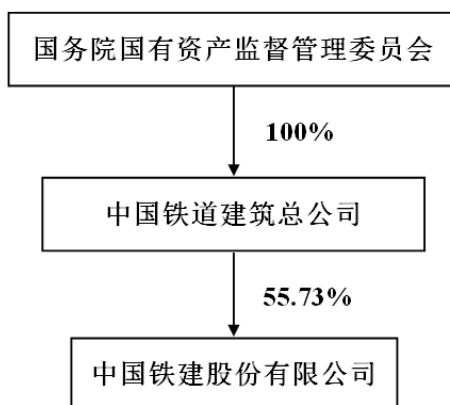 国务院国有资产监督管理委员会
100%
中国铁道建筑总公司
55.73%
中国铁建股份有限公司